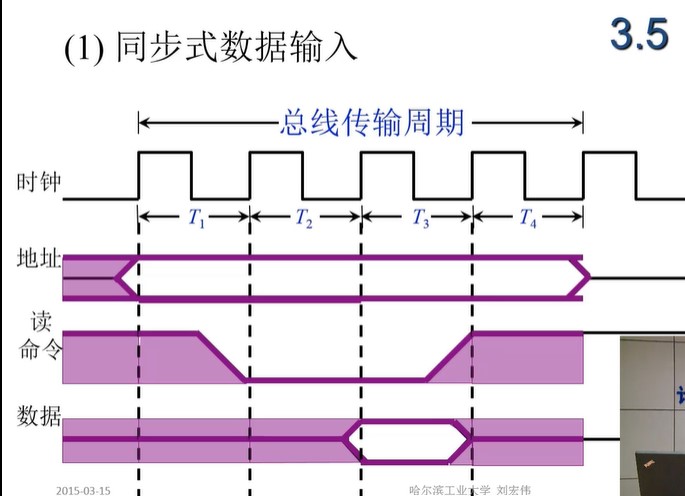 (1) 同步式数据输入
3.5
总线传输周期
时钟
T1 T2 T3 T4
地址
读
命令
数据
2015-03-15
哈尔滨工业大学 刘宏伟